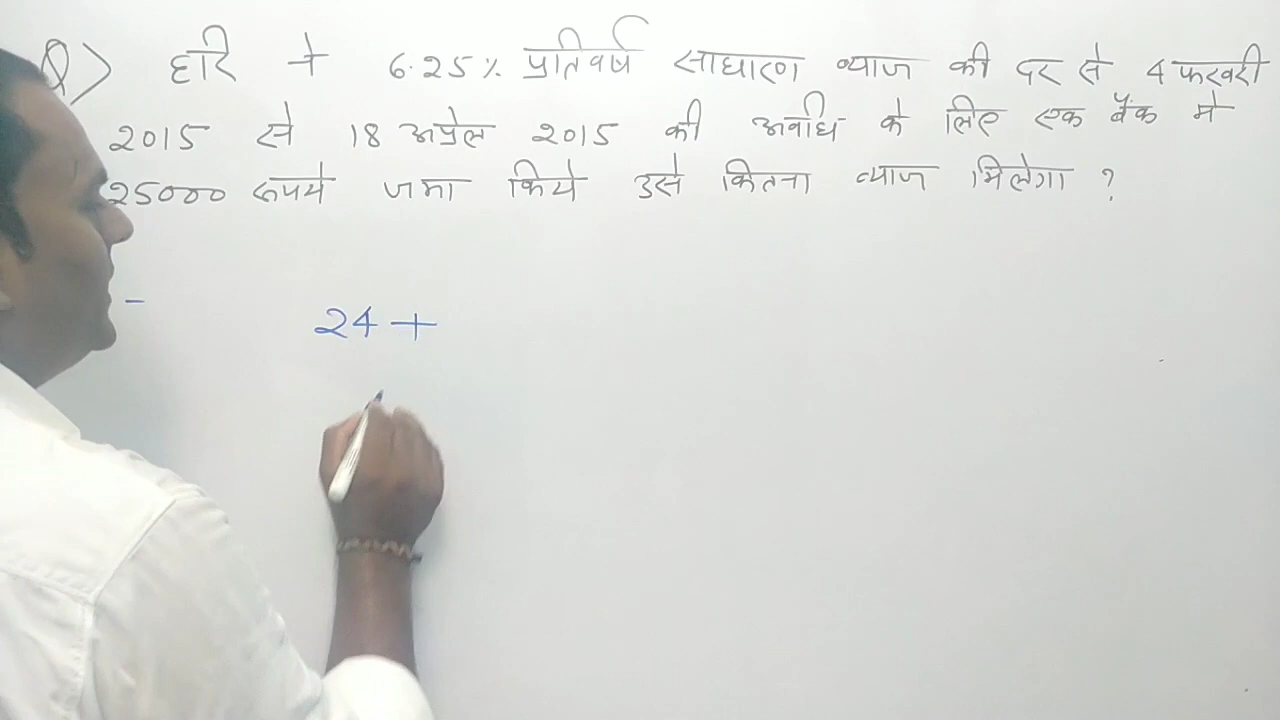 Q> हरि ने 6.25% प्रतिवर्ष साधारण ब्याज की दर से 4 फरवरी
2015 से 18 अप्रेल 2015 की अवधि के लिए एक बैंक मे
25000 रूपये जमा किये उसे कितना ब्याज मिलेगा ?
-
24 +